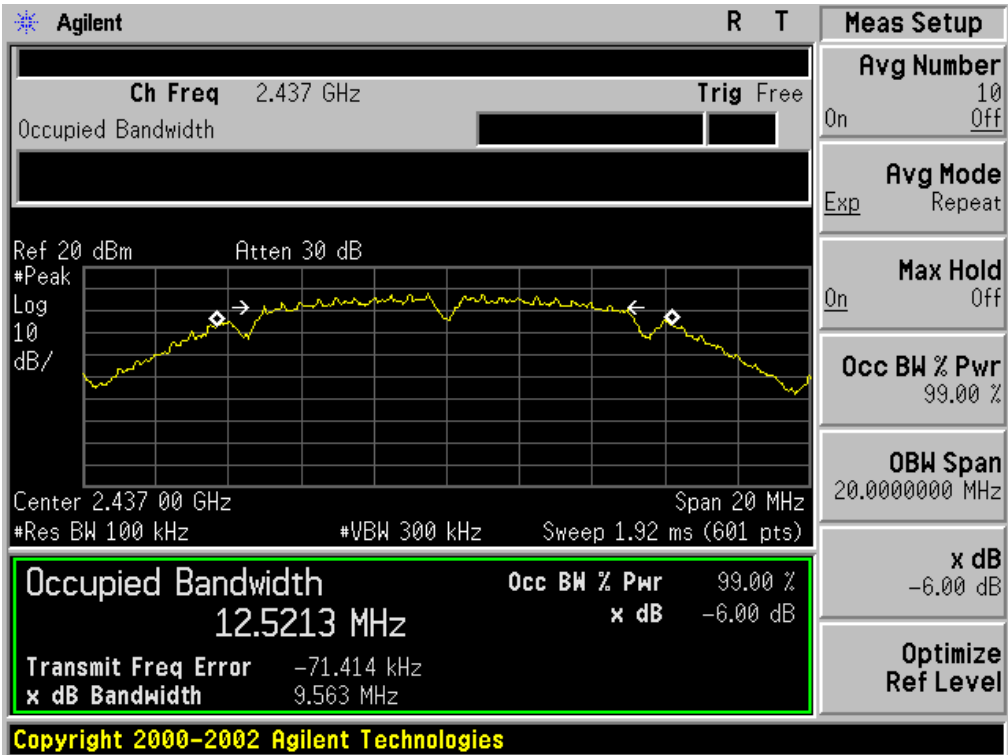 Agilent R T
Ch Freq 2.437 GHz Trig Free
Occupied Bandwidth
Ref 20 dBm Atten 30 dB
#Peak
Log
10
dB/
Center 2.437 00 GHz Span 20 MHz
#Res BW 100 kHz #VBW 300 kHz Sweep 1.92 ms (601 pts)
Occupied Bandwidth Occ BW % Pwr 99.00 %
12.5213 MHz x dB -6.00 dB
Transmit Freq Error -71.414 kHz
x dB Bandwidth 9.563 MHz
Copyright 2000-2002 Agilent Technologies
Meas Setup
Avg Number
10
On Off
Avg Mode
Exp Repeat
Max Hold
On Off
Occ BW % Pwr
99.00 %
OBW Span
20.0000000 MHz
x dB
-6.00 dB
Optimize
Ref Level